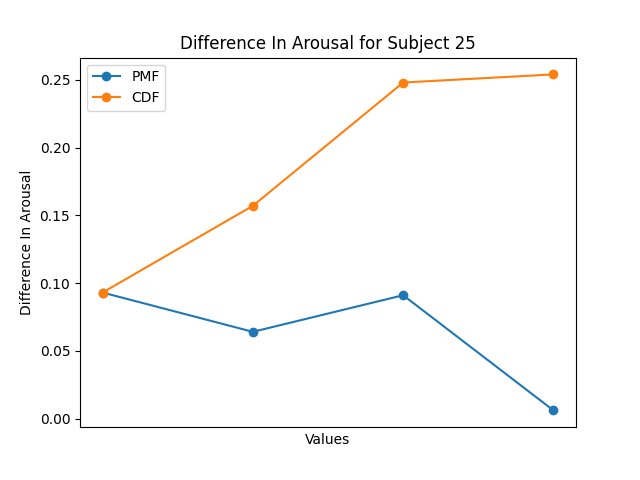 Difference In Arousal for Subject 25
PMF
CDF
0.25
0.20
0.15
0.10
0.05
0.00
Difference In Arousal
Values